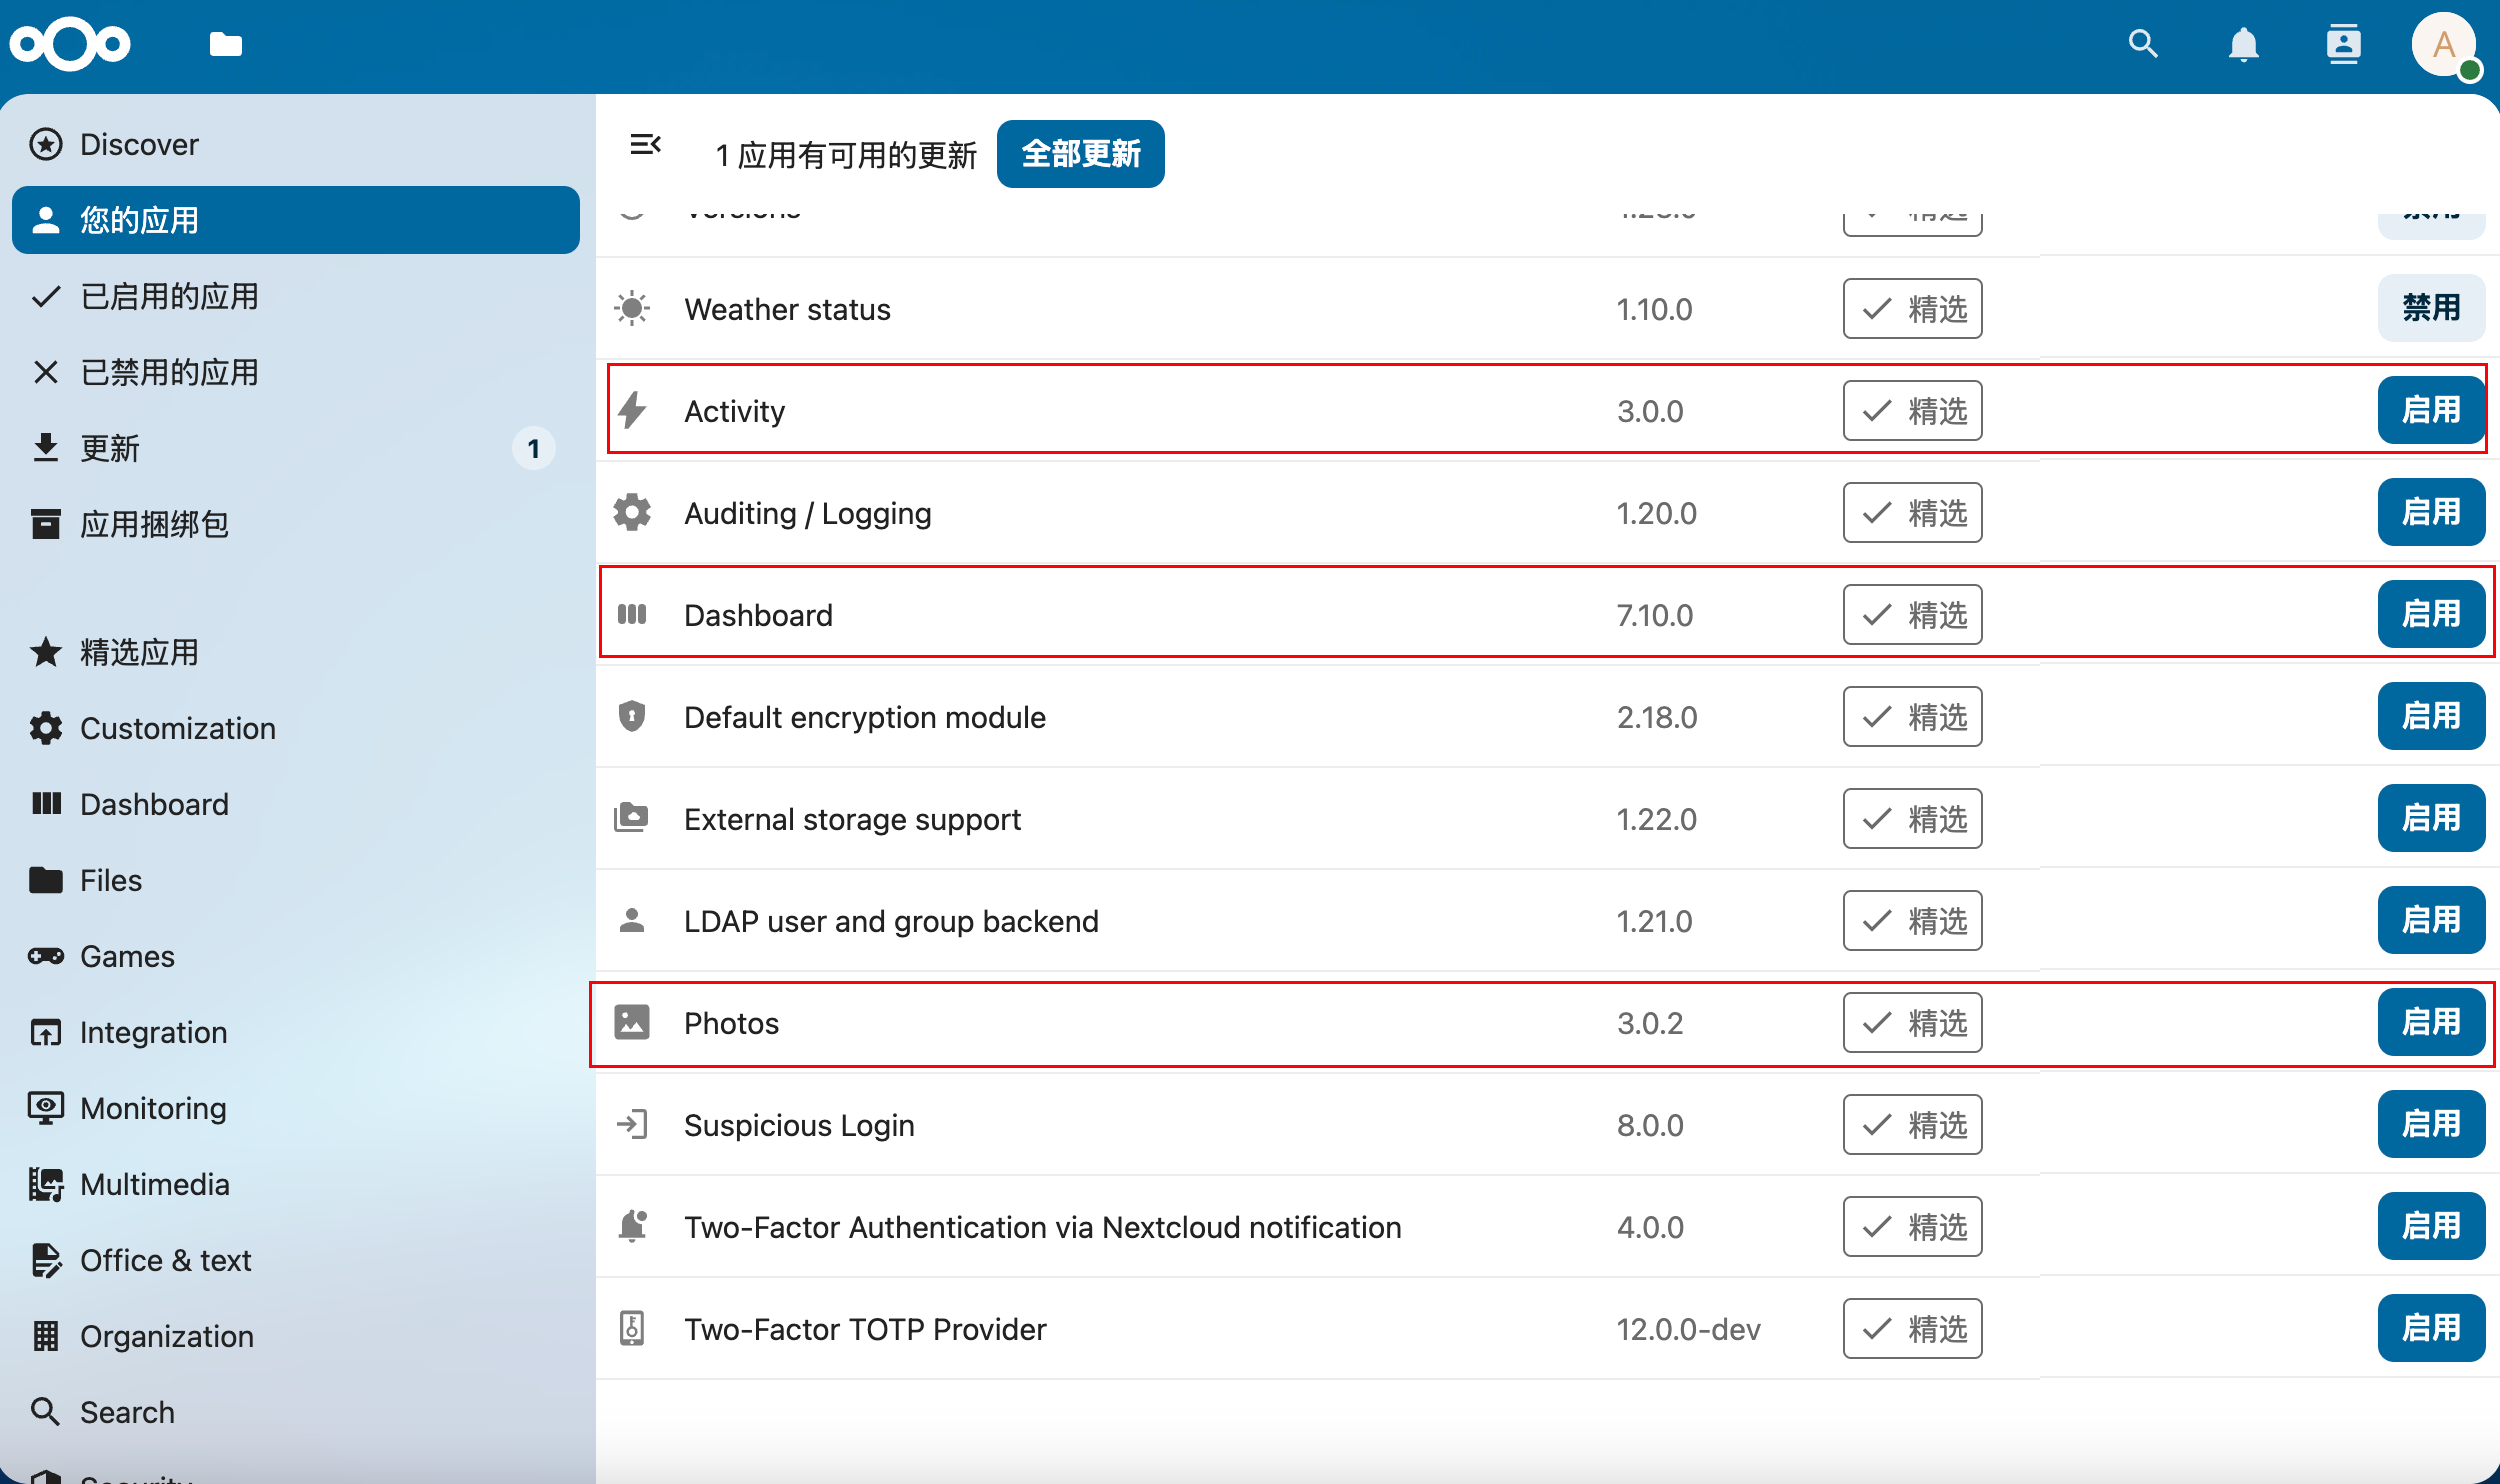 A
Discover
您的应用
已启用的应用
已禁用的应用
更新 1
应用捆绑包
精选应用
Customization
Dashboard
Files
Games
Integration
Monitoring
Multimedia
Office & text
Organization
Search
Security
1 应用有可用的更新 全部更新
Versions 精选 禁用
Weather status 1.10.0 精选 禁用
Activity 3.0.0 精选 启用
Auditing / Logging 1.20.0 精选 启用
Dashboard 7.10.0 精选 启用
Default encryption module 2.18.0 精选 启用
External storage support 1.22.0 精选 启用
LDAP user and group backend 1.21.0 精选 启用
Photos 3.0.2 精选 启用
Suspicious Login 8.0.0 精选 启用
Two-Factor Authentication via Nextcloud notification 4.0.0 精选 启用
Two-Factor TOTP Provider 12.0.0-dev 精选 启用